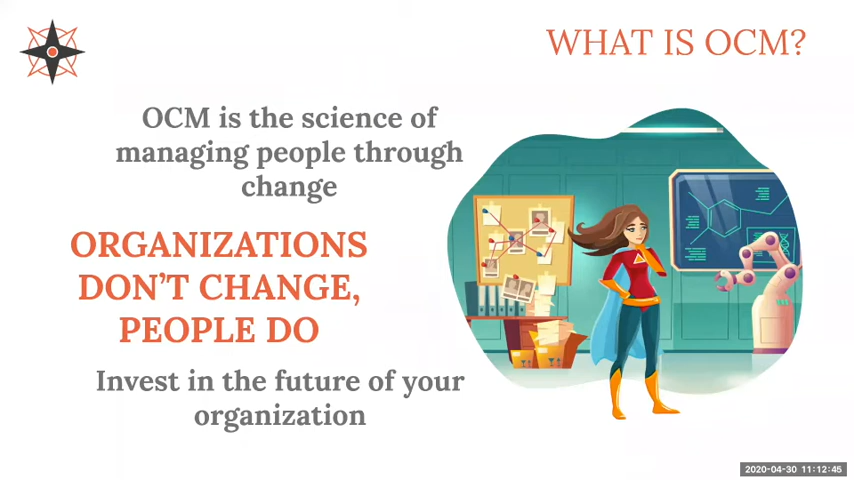 WHAT IS OCM?
OCM is the science of
managing people through
change
ORGANIZATIONS
DON’T CHANGE,
PEOPLE DO
Invest in the future of your
organization
2020-04-30 11:12:45